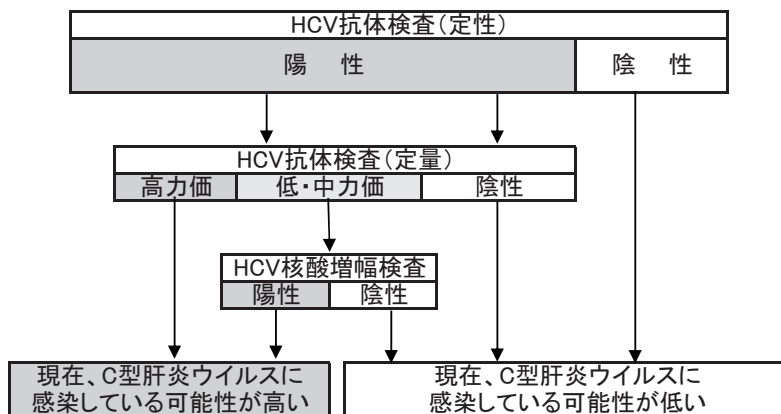 HCV抗体検査(定性)
陽 性
陰 性
HCV抗体検査(定量)
高力価
低・中力価
陰性
HCV核酸増幅検査
陽性
陰性
現在、C型肝炎ウイルスに
感染している可能性が高い
現在、C型肝炎ウイルスに
感染している可能性が低い